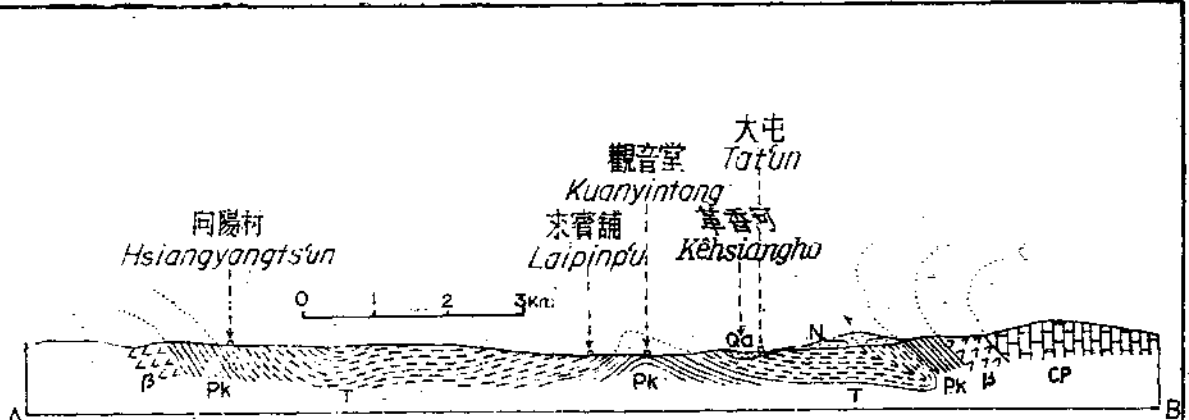 大屯
Tat'un
觀音堂
Kuanyintang
向陽村
Hsiangyangts'un
來賓舖
Laipinp'u
革香河
Kêhsiangho
0 1 2 3Km.
Qa
N
β
Pk
T
Pk
T
Pk
β
CP
A
B